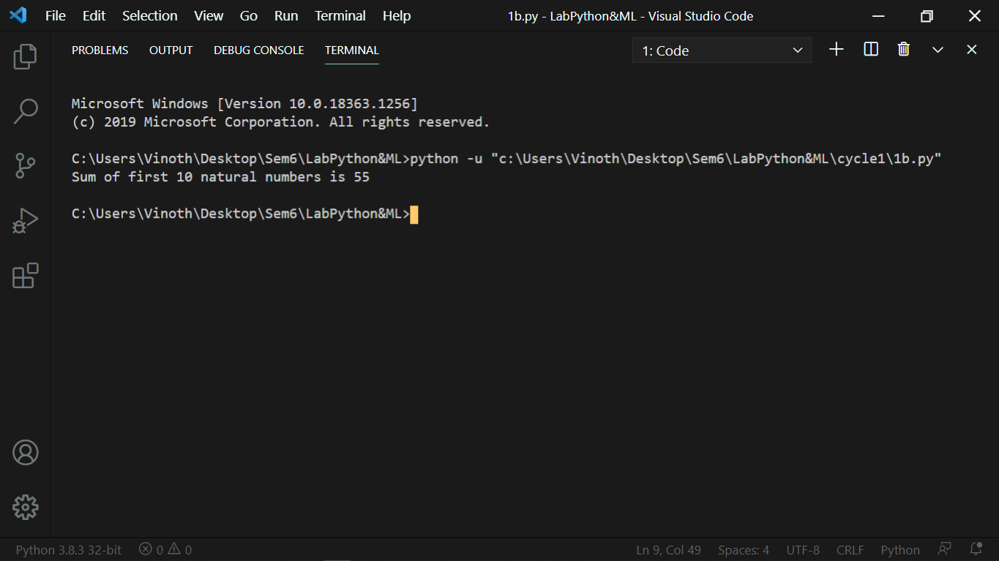 File Edit Selection View Go Run Terminal Help 1b.py - LabPython&ML - Visual Studio Code
PROBLEMS OUTPUT DEBUG CONSOLE TERMINAL 1: Code
Microsoft Windows [Version 10.0.18363.1256]
(c) 2019 Microsoft Corporation. All rights reserved.
C:\Users\Vinoth\Desktop\Sem6\LabPython&ML>python -u "c:\Users\Vinoth\Desktop\Sem6\LabPython&ML\cycle1\1b.py"
Sum of first 10 natural numbers is 55
C:\Users\Vinoth\Desktop\Sem6\LabPython&ML>
Python 3.8.3 32-bit 0 0 Ln 9, Col 49 Spaces: 4 UTF-8 CRLF Python